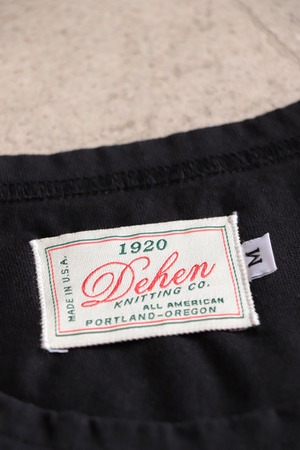 1920
MADE IN U.S.A.
Dehen
KNITTING CO.
ALL AMERICAN
PORTLAND-OREGON
M